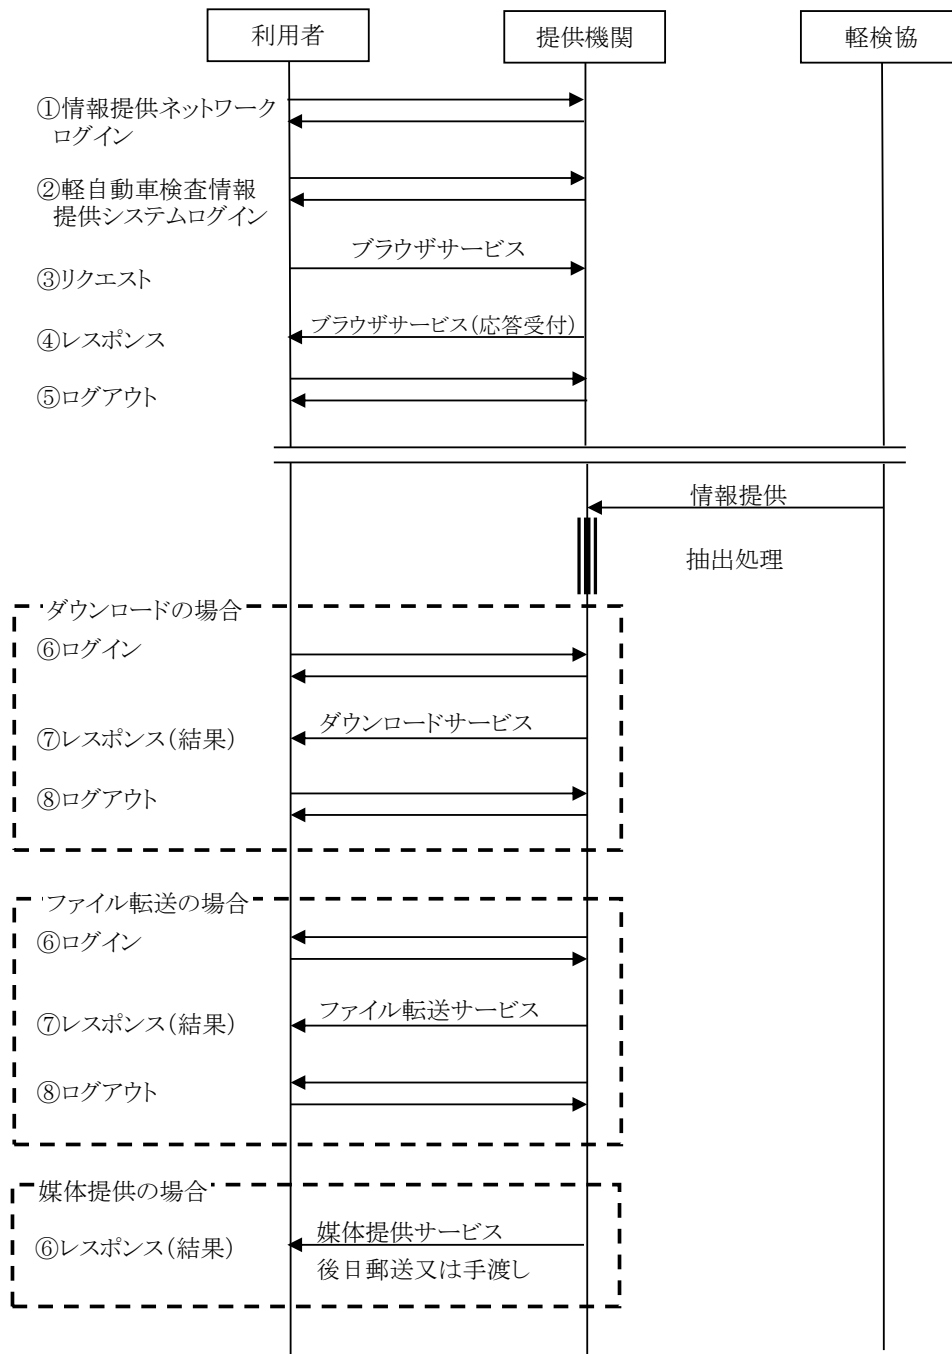 利用者
提供機関
軽検協
①情報提供ネットワーク
ログイン
②軽自動車検査情報
提供システムログイン
ブラウザサービス
③リクエスト
ブラウザサービス(応答受付)
④レスポンス
⑤ログアウト
情報提供
抽出処理
ダウンロードの場合
⑥ログイン
ダウンロードサービス
⑦レスポンス(結果)
⑧ログアウト
ファイル転送の場合
⑥ログイン
ファイル転送サービス
⑦レスポンス(結果)
⑧ログアウト
媒体提供の場合
媒体提供サービス
⑥レスポンス(結果)
後日郵送又は手渡し